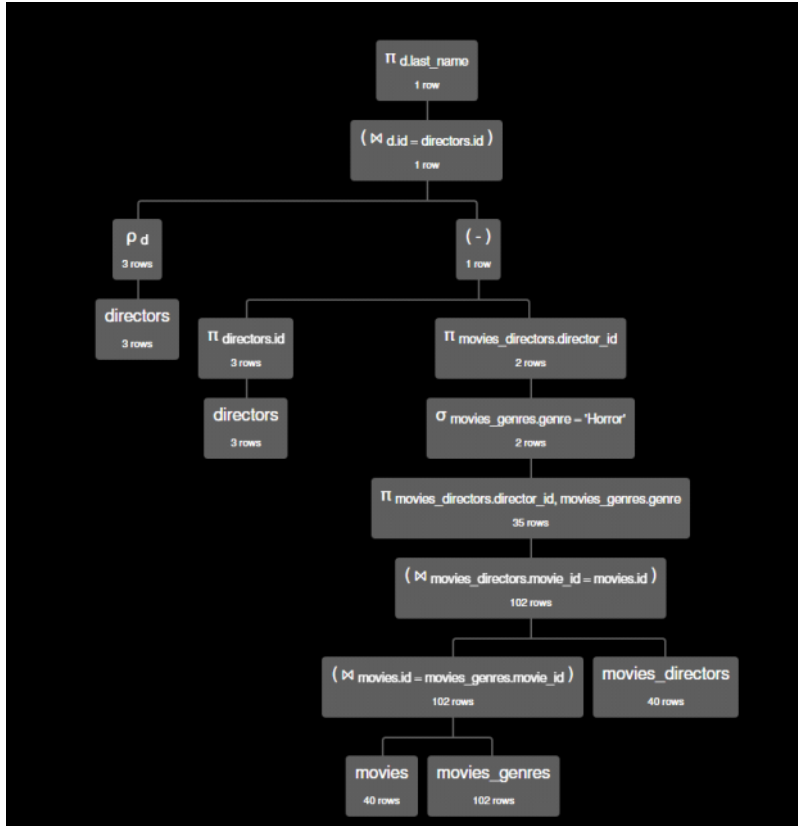 π d.last_name
1 row
( ⋈ d.id = directors.id )
1 row
ρ d
3 rows
( - )
1 row
directors
3 rows
π directors.id
3 rows
π movies_directors.director_id
2 rows
directors
3 rows
σ movies_genres.genre = 'Horror'
2 rows
π movies_directors.director_id, movies_genres.genre
35 rows
( ⋈ movies_directors.movie_id = movies.id )
102 rows
( ⋈ movies.id = movies_genres.movie_id )
102 rows
movies_directors
40 rows
movies
40 rows
movies_genres
102 rows